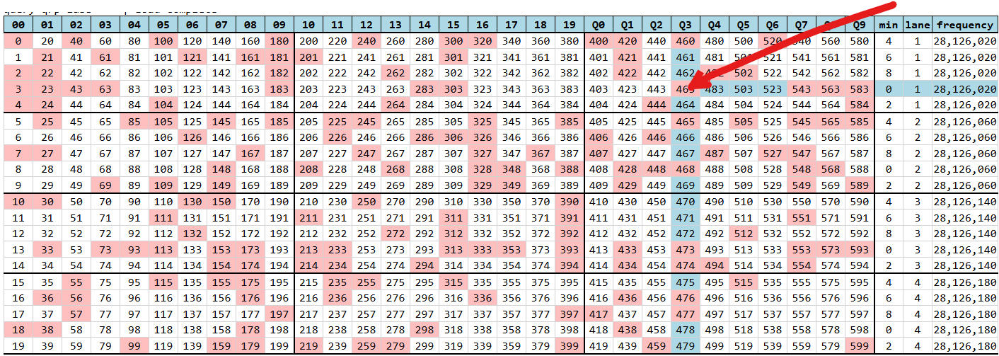 00 01 02 03 04 05 06 07 08 09 10 11 12 13 14 15 16 17 18 19 Q0 Q1 Q2 Q3 Q4 Q5 Q6 Q7 Q9 min lane frequency
0 20 40 60 80 100 120 140 160 180 200 220 240 260 280 300 320 340 360 380 400 420 440 460 480 500 520 560 580 4 1 28,126,020
1 21 41 61 81 101 121 141 161 181 201 221 241 261 281 301 321 341 361 381 401 421 441 461 481 521 541 561 581 6 1 28,126,020
2 22 42 62 82 102 122 142 162 182 202 222 242 262 282 302 322 342 362 382 402 422 442 462 502 522 542 562 582 8 1 28,126,020
3 23 43 63 83 103 123 143 163 183 203 223 243 263 283 303 323 343 363 383 403 423 443 463 483 503 523 543 563 583 0 1 28,126,020
4 24 44 64 84 104 124 144 164 184 204 224 244 264 284 304 324 344 364 384 404 424 444 464 484 504 524 544 564 584 2 1 28,126,020
5 25 45 65 85 105 125 145 165 185 205 225 245 265 285 305 325 345 365 385 405 425 445 465 485 505 525 545 565 585 4 2 28,126,060
6 26 46 66 86 106 126 146 166 186 206 226 246 266 286 306 326 346 366 386 406 426 446 466 486 506 526 546 566 586 6 2 28,126,060
7 27 47 67 87 107 127 147 167 187 207 227 247 267 287 307 327 347 367 387 407 427 447 467 487 507 527 547 567 587 8 2 28,126,060
8 28 48 68 88 108 128 148 168 188 208 228 248 268 288 308 328 348 368 388 408 428 448 468 488 508 528 548 568 588 0 2 28,126,060
9 29 49 69 89 109 129 149 169 189 209 229 249 269 289 309 329 349 369 389 409 429 449 469 489 509 529 549 569 589 2 2 28,126,060
10 30 50 70 90 110 130 150 170 190 210 230 250 270 290 310 330 350 370 390 410 430 450 470 490 510 530 550 570 590 4 3 28,126,140
11 31 51 71 91 111 131 151 171 191 211 231 251 271 291 311 331 351 371 391 411 431 451 471 491 511 531 551 571 591 6 3 28,126,140
12 32 52 72 92 112 132 152 172 192 212 232 252 272 292 312 332 352 372 392 412 432 452 472 492 512 532 552 572 592 8 3 28,126,140
13 33 53 73 93 113 133 153 173 193 213 233 253 273 293 313 333 353 373 393 413 433 453 473 493 513 533 553 573 593 0 3 28,126,140
14 34 54 74 94 114 134 154 174 194 214 234 254 274 294 314 334 354 374 394 414 434 454 474 494 514 534 554 574 594 2 3 28,126,140
15 35 55 75 95 115 135 155 175 195 215 235 255 275 295 315 335 355 375 395 415 435 455 475 495 515 535 555 575 595 4 4 28,126,180
16 36 56 76 96 116 136 156 176 196 216 236 256 276 296 316 336 356 376 396 416 436 456 476 496 516 536 556 576 596 6 4 28,126,180
17 37 57 77 97 117 137 157 177 197 217 237 257 277 297 317 337 357 377 397 417 437 457 477 497 517 537 557 577 597 8 4 28,126,180
18 38 58 78 98 118 138 158 178 198 218 238 258 278 298 318 338 358 378 398 418 438 458 478 498 518 538 558 578 598 0 4 28,126,180
19 39 59 79 99 119 139 159 179 199 219 239 259 279 299 319 339 359 379 399 419 439 459 479 499 519 539 559 579 599 2 4 28,126,180